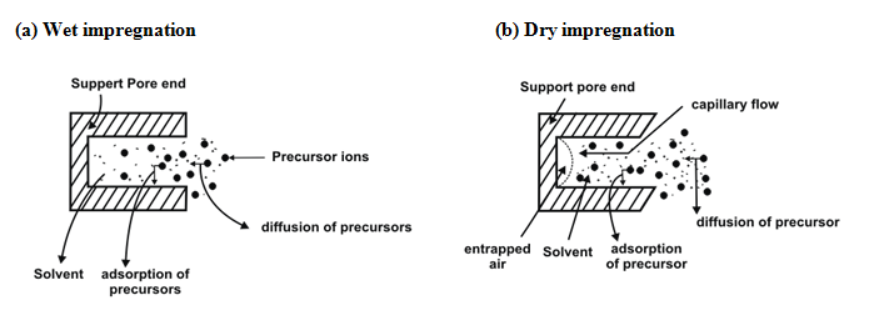 (a) Wet impregnation
(b) Dry impregnation
Suppert Pore end
Precursor ions
diffusion of precursors
Solvent
adsorption of
precursors
Support pore end
capillary flow
diffusion of precursor
entrapped
air
Solvent
adsorption
of precursor